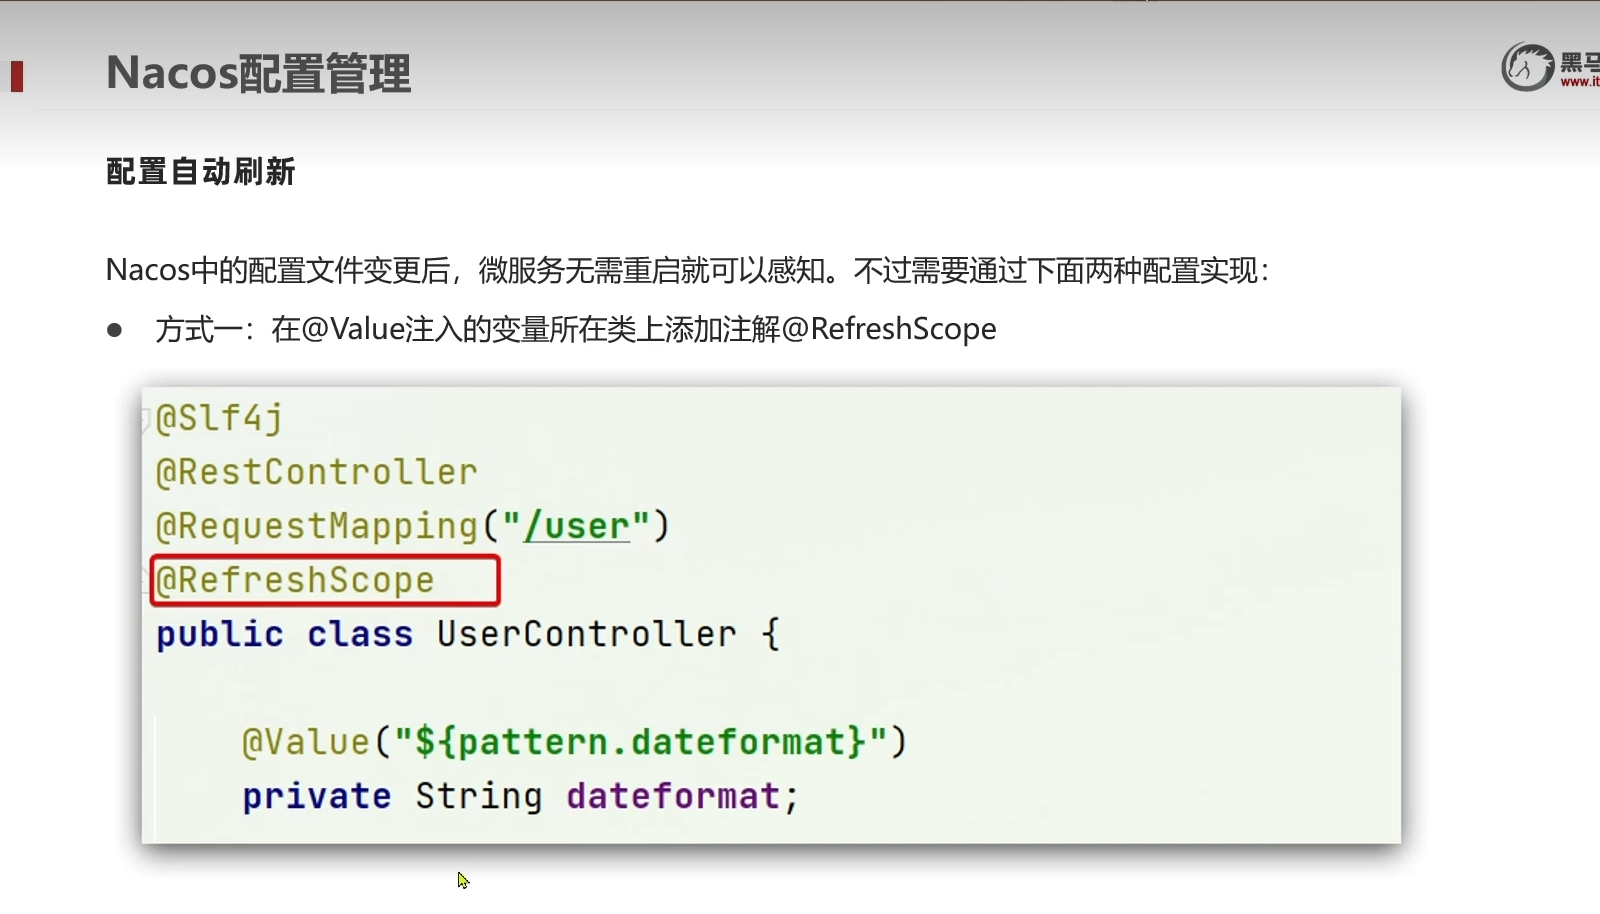 Nacos配置管理
黑马
www.it
配置自动刷新
Nacos中的配置文件变更后，微服务无需重启就可以感知。不过需要通过下面两种配置实现：
● 方式一：在@Value注入的变量所在类上添加注解@RefreshScope
@Slf4j
@RestController
@RequestMapping("/user")
@RefreshScope
public class UserController {
@Value("${pattern.dateformat}")
private String dateformat;